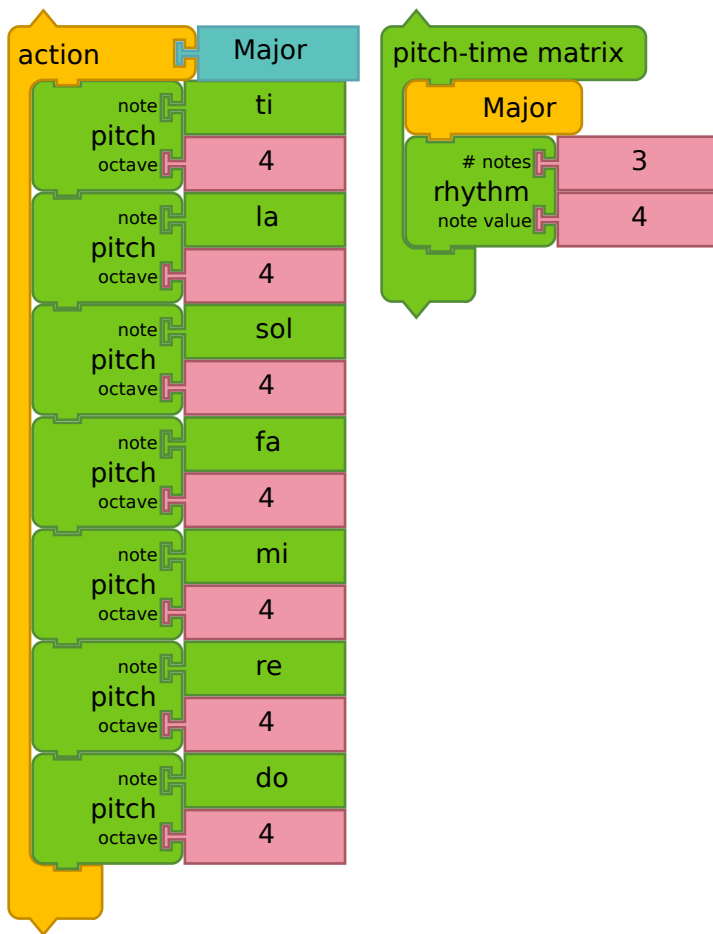 action Major
note ti
pitch
octave 4
note la
pitch
octave 4
note sol
pitch
octave 4
note fa
pitch
octave 4
note mi
pitch
octave 4
note re
pitch
octave 4
note do
pitch
octave 4
pitch-time matrix
Major
# notes 3
rhythm
note value 4